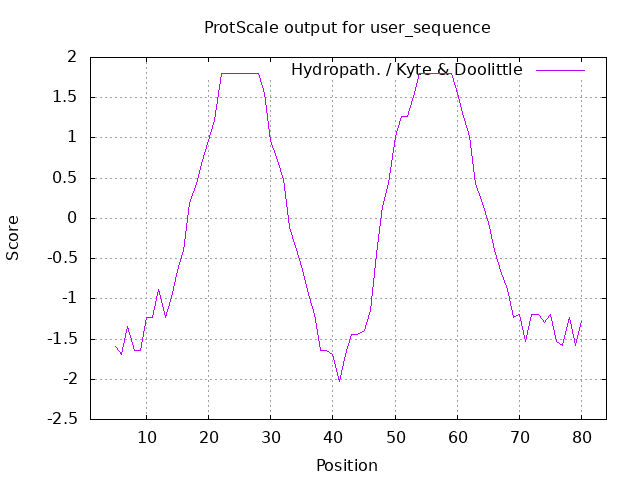 ProtScale output for user_sequence
Hydropath. / Kyte & Doolittle
2
1.5
1
0.5
0
-0.5
-1
-1.5
-2
-2.5
Score
10 20 30 40 50 60 70 80
Position